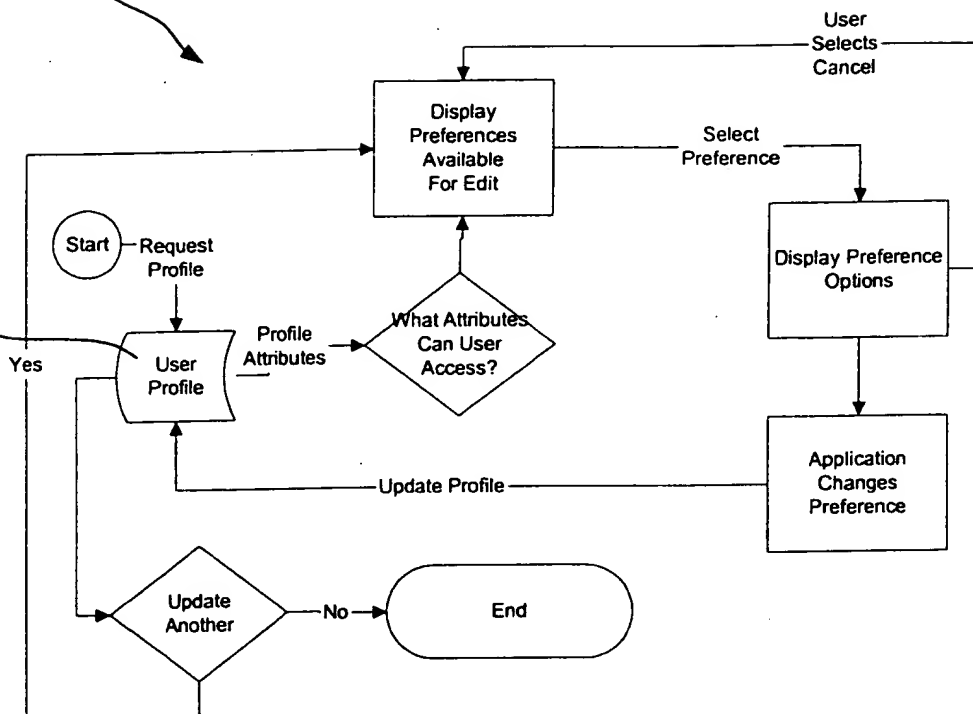 User
Selects
Cancel
Display
Preferences
Available
For Edit
Select
Preference
Start
Request
Profile
Display Preference
Options
What Attributes
Can User
Access?
Profile
Attributes
User
Profile
Yes
Application
Changes
Preference
Update Profile
Update
Another
No
End